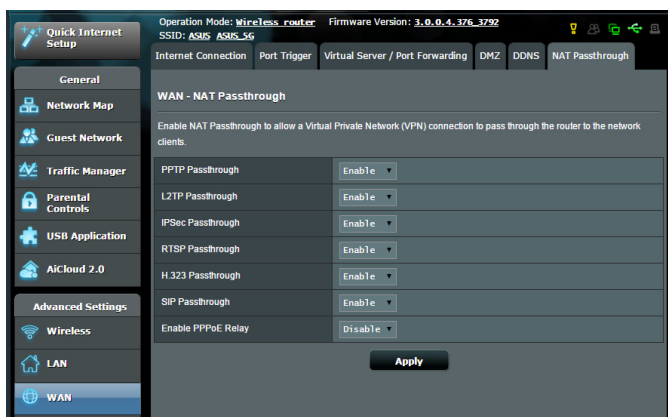 Quick Internet
Setup
Operation Mode: Wireless router Firmware Version: 3.0.0.4.376_3792
SSID: ASUS ASUS_5G
Internet Connection Port Trigger Virtual Server / Port Forwarding DMZ DDNS NAT Passthrough
General
Network Map
Guest Network
Traffic Manager
Parental
Controls
USB Application
AiCloud 2.0
Advanced Settings
Wireless
LAN
WAN
WAN - NAT Passthrough
Enable NAT Passthrough to allow a Virtual Private Network (VPN) connection to pass through the router to the network
clients.
PPTP Passthrough Enable
L2TP Passthrough Enable
IPSec Passthrough Enable
RTSP Passthrough Enable
H.323 Passthrough Enable
SIP Passthrough Enable
Enable PPPoE Relay Disable
Apply